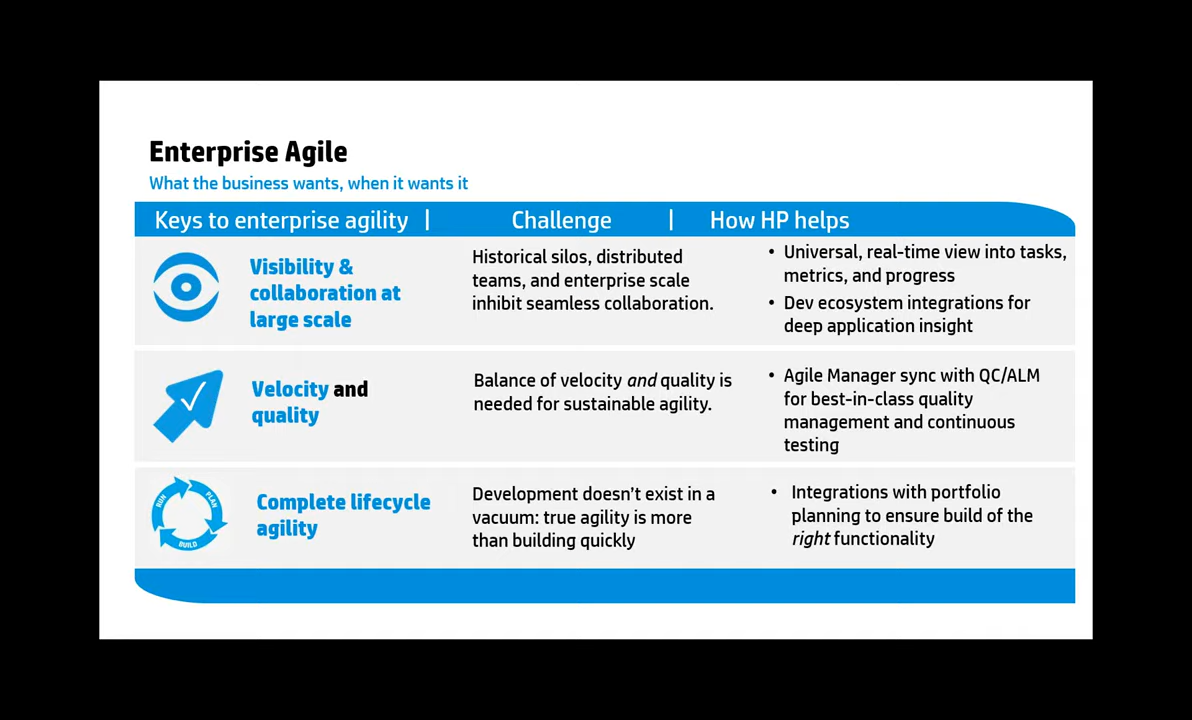 Enterprise Agile
What the business wants, when it wants it
Keys to enterprise agility | Challenge | How HP helps
Visibility &
collaboration at
large scale
Historical silos, distributed
teams, and enterprise scale
inhibit seamless collaboration.
• Universal, real-time view into tasks,
metrics, and progress
• Dev ecosystem integrations for
deep application insight
Velocity and
quality
Balance of velocity and quality is
needed for sustainable agility.
• Agile Manager sync with QC/ALM
for best-in-class quality
management and continuous
testing
RUN
PLAN
BUILD
Complete lifecycle
agility
Development doesn't exist in a
vacuum: true agility is more
than building quickly
• Integrations with portfolio
planning to ensure build of the
right functionality